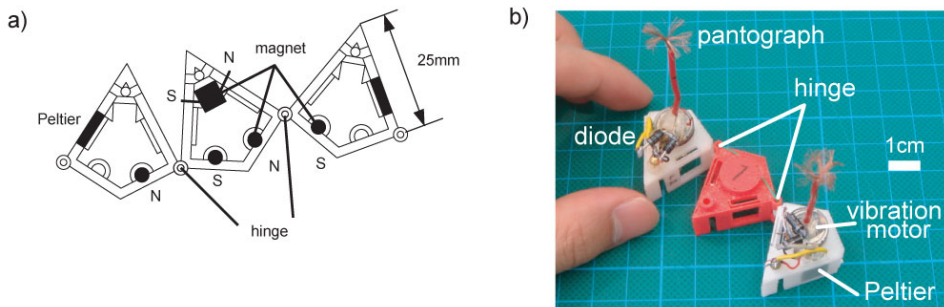 a)
N
magnet
S
25mm
Peltier
S
N
S
N
hinge
b)
pantograph
hinge
diode
1cm
vibration
motor
Peltier